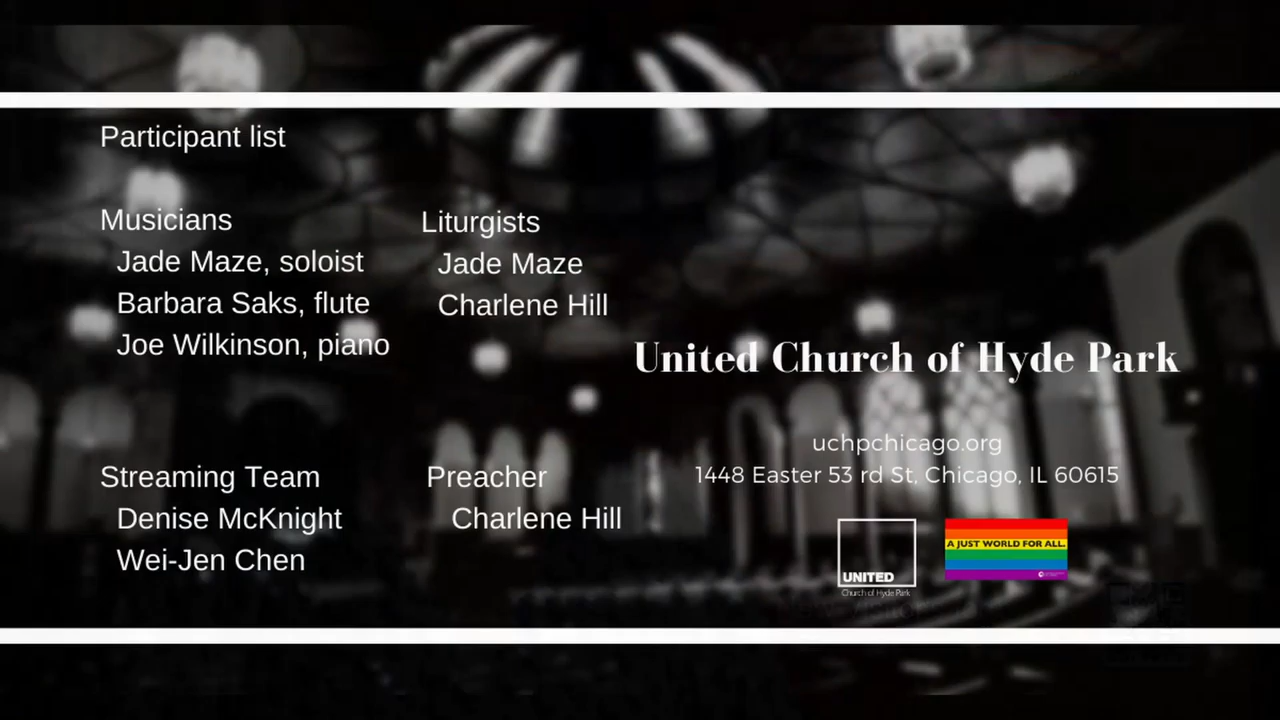 Participant list
Musicians
Jade Maze, soloist
Barbara Saks, flute
Joe Wilkinson, piano
Liturgists
Jade Maze
Charlene Hill
Streaming Team
Denise McKnight
Wei-Jen Chen
Preacher
Charlene Hill
United Church of Hyde Park
uchpchicago.org
1448 Easter 53 rd St, Chicago, IL 60615
UNITED
Church of Hyde Park
A JUST WORLD FOR ALL.